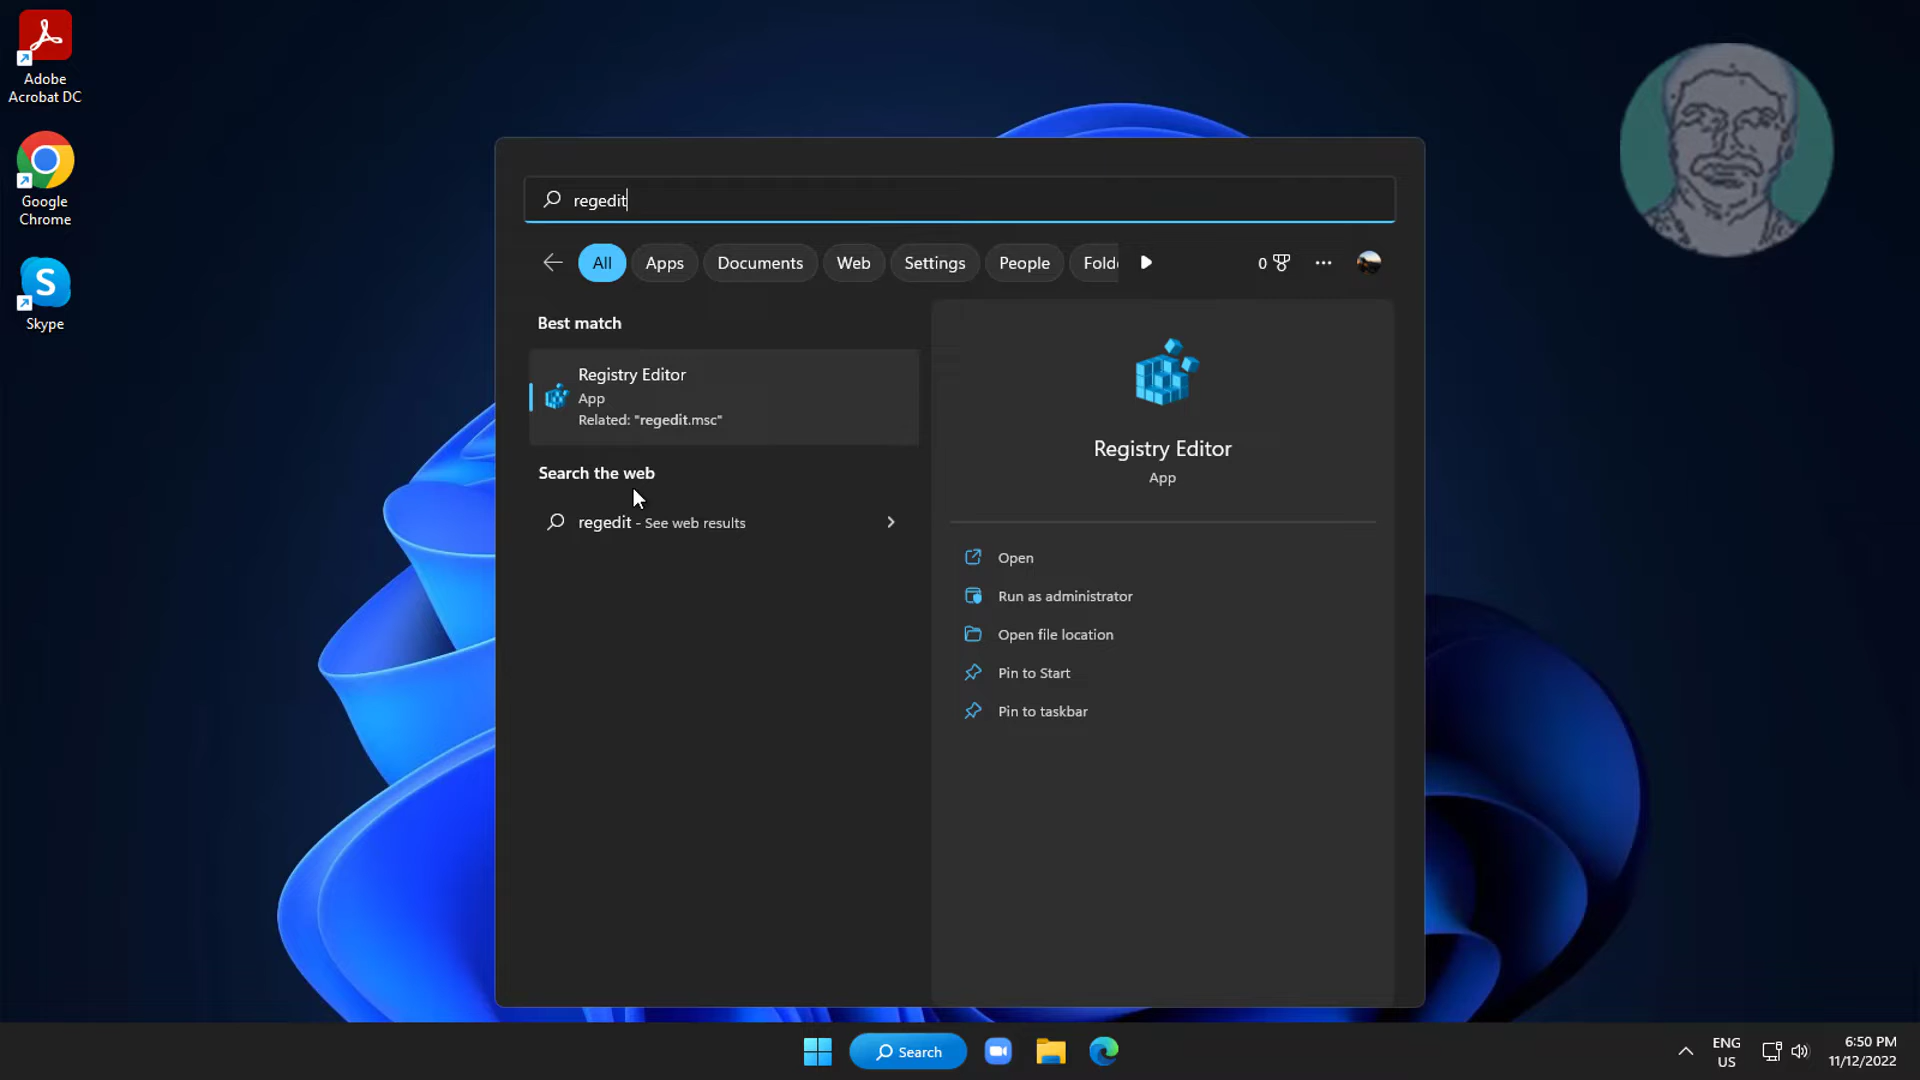 Adobe
Acrobat DC
Google
Chrome
Skype
regedit
All Apps Documents Web Settings People Folde 0
Best match
Registry Editor
App
Related: "regedit.msc"
Search the web
regedit - See web results
Registry Editor
App
Open
Run as administrator
Open file location
Pin to Start
Pin to taskbar
Search
ENG
US
6:50 PM
11/12/2022